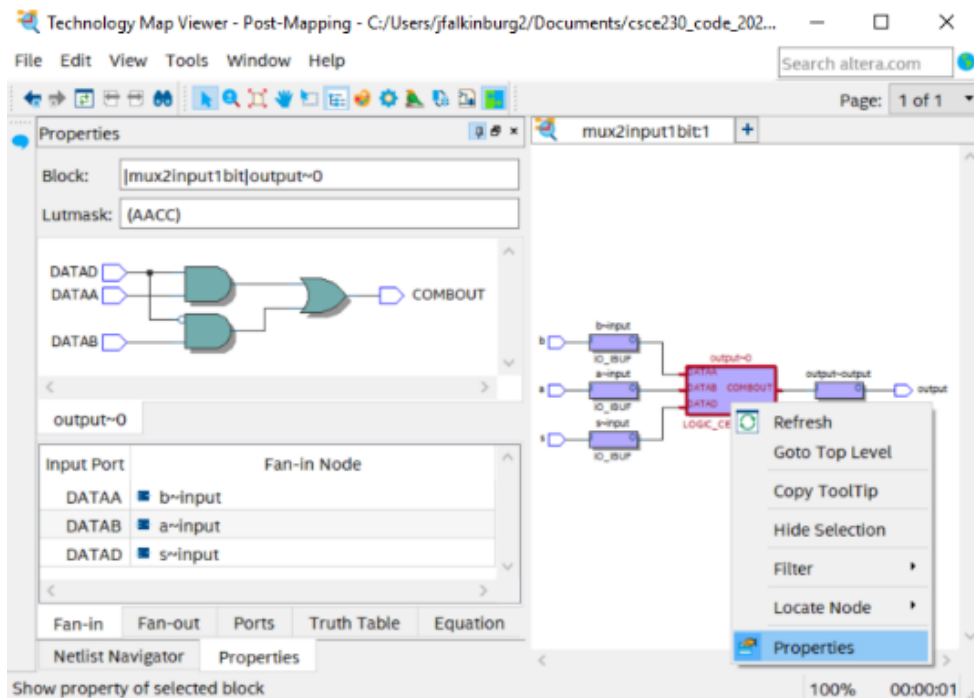 Technology Map Viewer - Post-Mapping - C:/Users/jfalkinburg2/Documents/csce230_code_202...
File Edit View Tools Window Help
Search altera.com
Page: 1 of 1
Properties
mux2input1bit:1
Block: |mux2input1bit|output~0
Lutmask: (AACC)
DATAD
DATAA
DATAB
COMBOUT
output~0
Input Port Fan-in Node
DATAA b~input
DATAB a~input
DATAD s~input
Fan-in Fan-out Ports Truth Table Equation
Netlist Navigator Properties
b~input
b
IO_IBUF
a~input
a
IO_IBUF
s~input
s
IO_IBUF
output~0
DATAA
DATAB COMBOUT
DATAD
LOGIC_CE
output~output
output
Refresh
Goto Top Level
Copy ToolTip
Hide Selection
Filter
Locate Node
Properties
Show property of selected block
100% 00:00:01